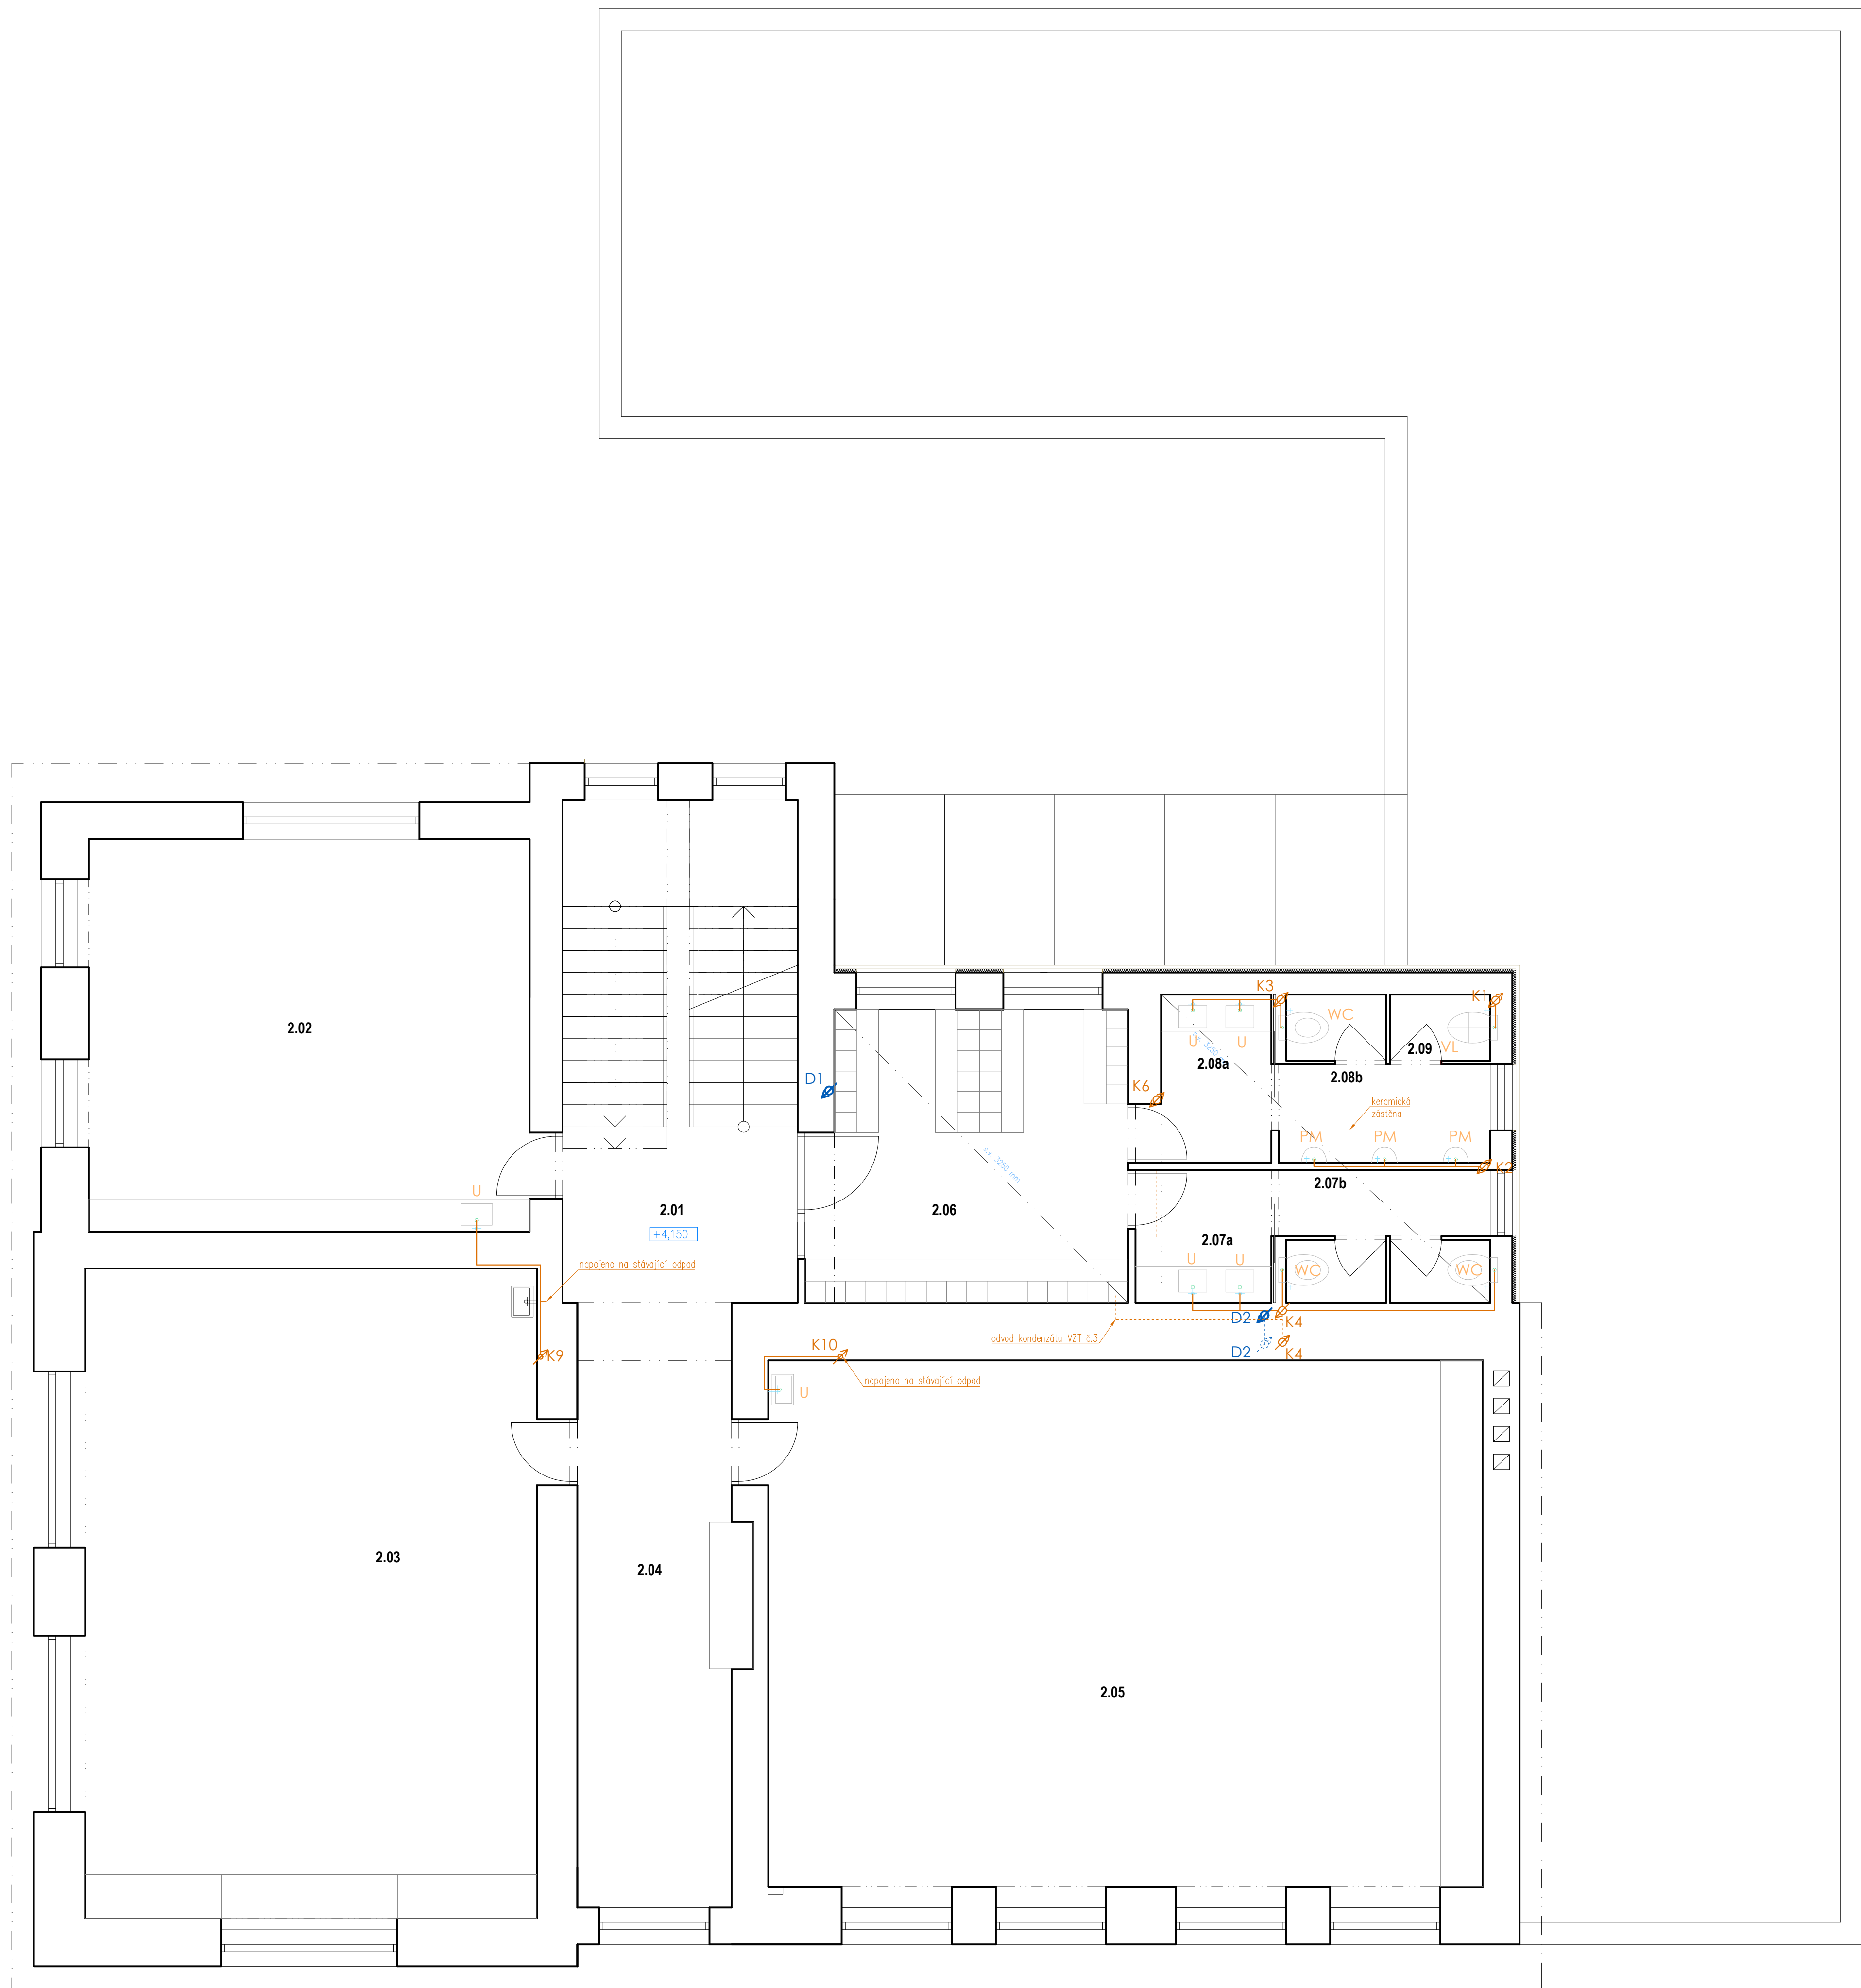 K3
K1
WC
2.02
U
U
VL
2.09
2.08a
2.08b
D1
K6
keramická
zástěna
PM
PM
PM
K2
s.v. 3250 mm
2.07b
U
2.01
2.06
+4,150
2.07a
napojeno na stávající odpad
U
U
WC
WC
D2
K4
odvod kondenzátu VZT č.3
K10
D2
K4
K9
napojeno na stávající odpad
U
2.03
2.04
2.05